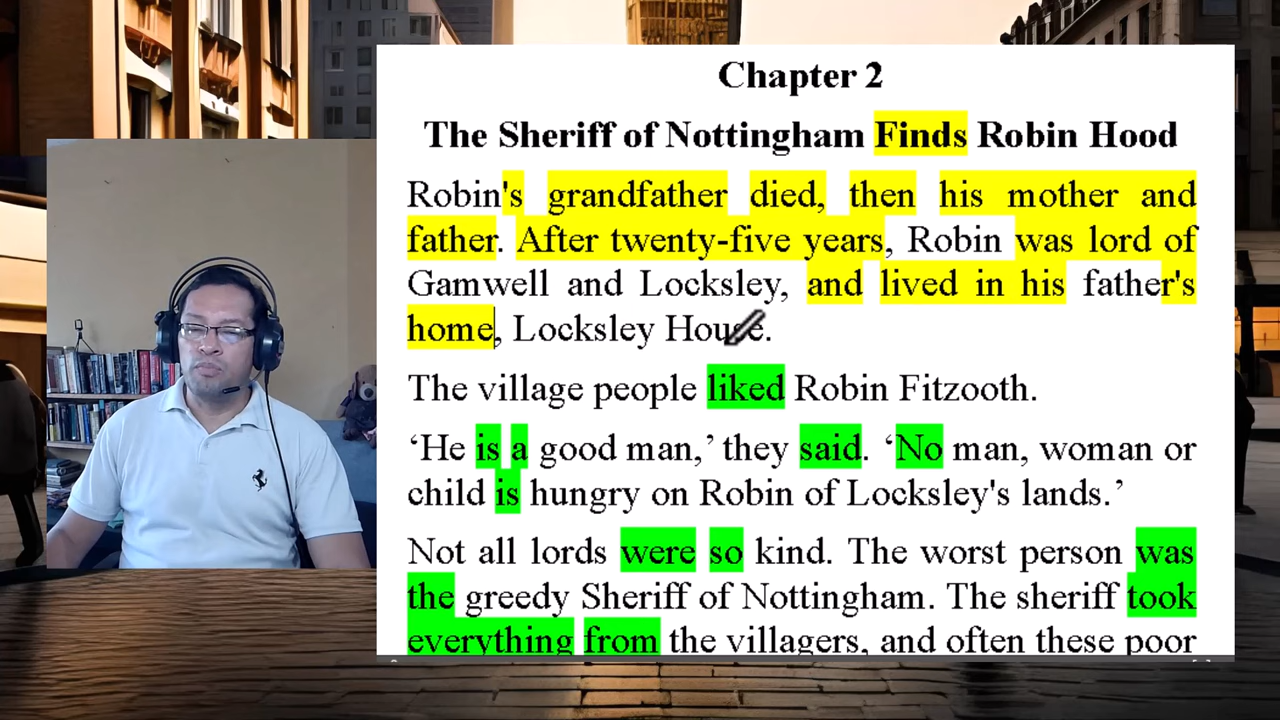 Chapter 2
The Sheriff of Nottingham Finds Robin Hood
Robin's grandfather died, then his mother and
father. After twenty-five years, Robin was lord of
Gamwell and Locksley, and lived in his father's
home, Locksley House.
The village people liked Robin Fitzooth.
‘He is a good man,’ they said. ‘No man, woman or
child is hungry on Robin of Locksley's lands.’
Not all lords were so kind. The worst person was
the greedy Sheriff of Nottingham. The sheriff took
everything from the villagers, and often these poor